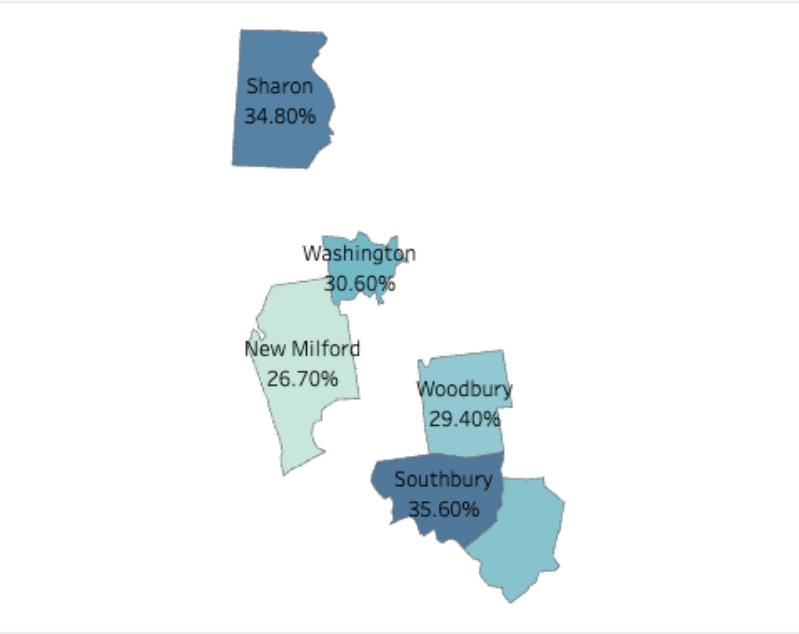 Sharon
34.80%
Washington
30.60%
New Milford
26.70%
Woodbury
29.40%
Southbury
35.60%